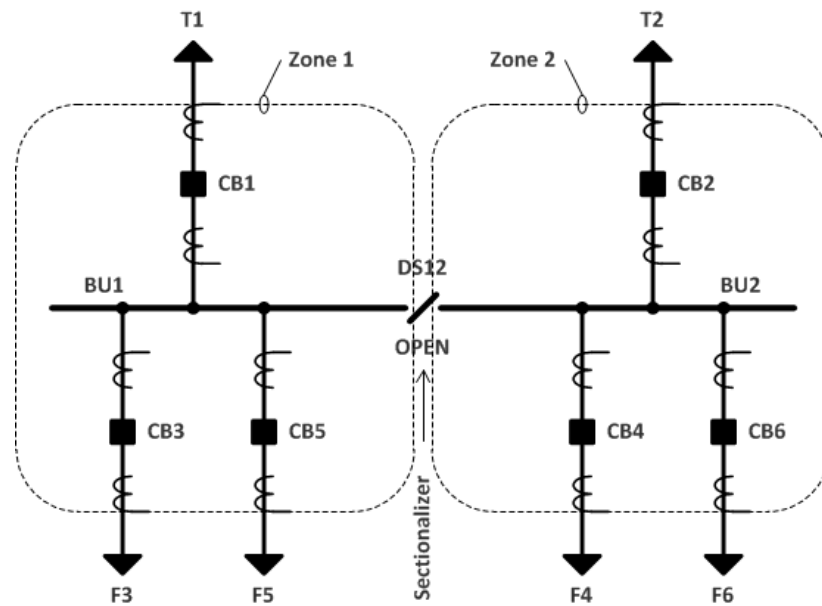 T1
T2
Zone 1
Zone 2
CB1
CB2
DS12
BU1
BU2
OPEN
CB3
CB5
CB4
CB6
Sectionalizer
F3
F5
F4
F6